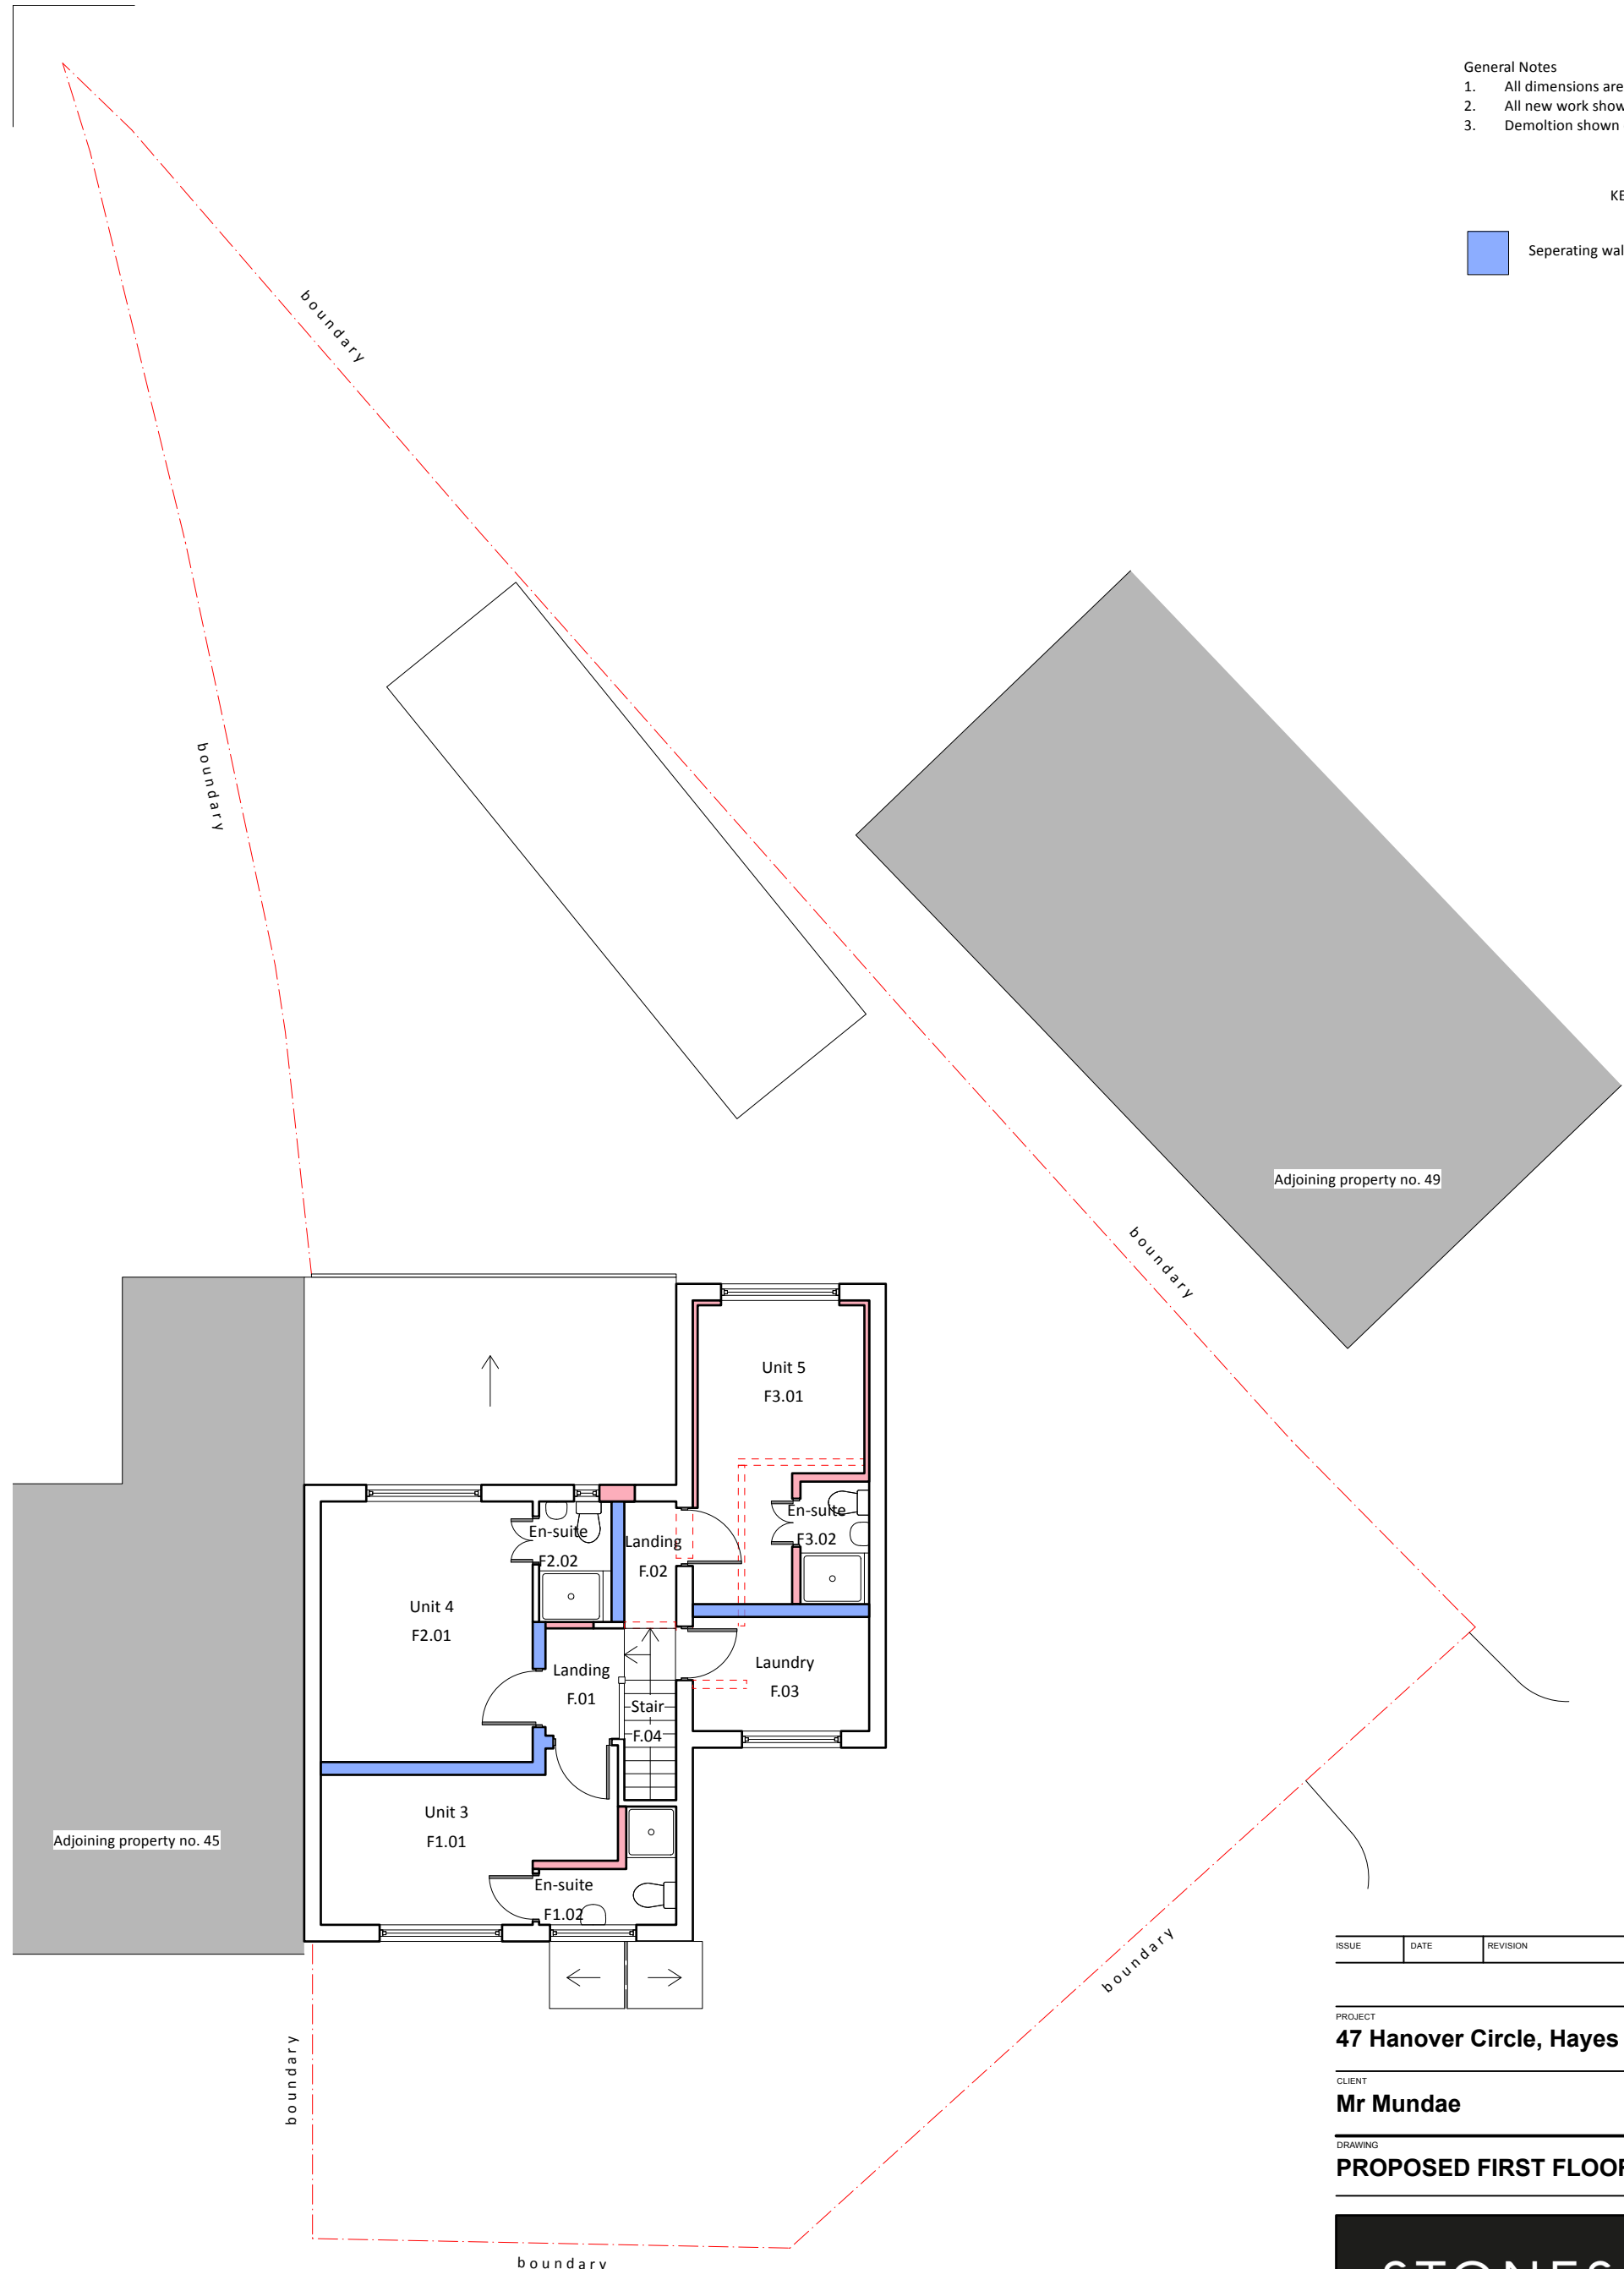 General Notes
1. All dimensions are
2. All new work
3. Demoltion shown
Seperating
boundary
boundary
Adjoining property no. 49
boundary
Unit 5
F3.01
En-suite
F3.02
En-suite
F2.02
Landing
F.02
Unit 4
F2.01
Landing
F.01
Laundry
F.03
Stair
F.04
Unit 3
F1.01
Adjoining property no. 45
En-suite
F1.02
boundary
boundary
boundary
ISSUE DATE REVISION
PROJECT
47 Hanover Circle, Hayes
CLIENT
Mr Mundae
DRAWING
PROPOSED FIRST